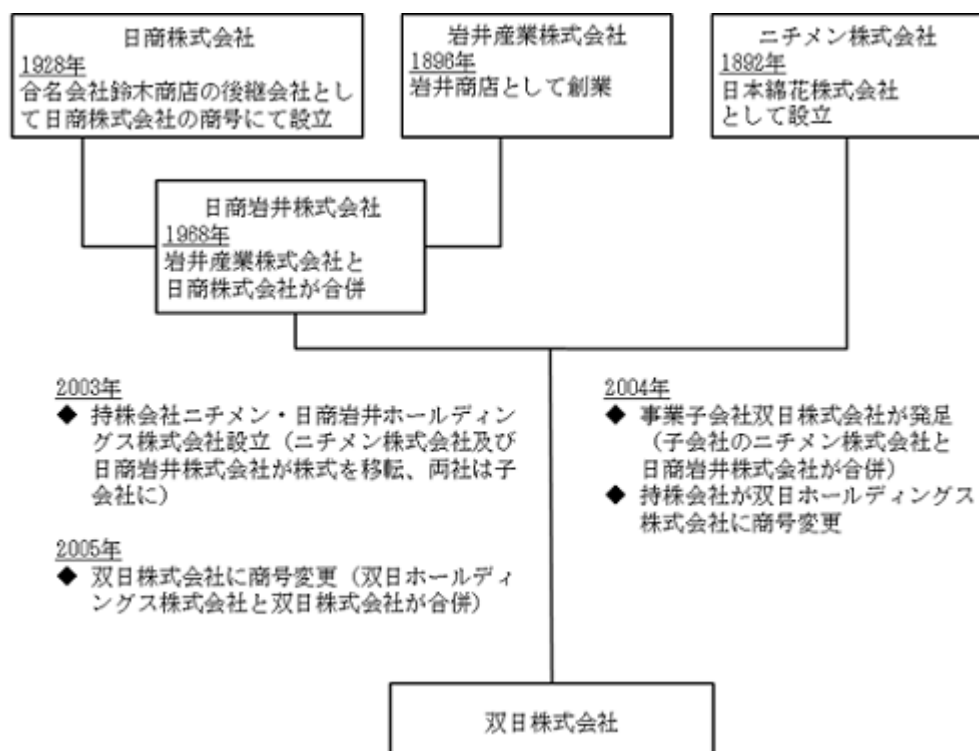 日商株式会社
1928年
合名会社鈴木商店の後継会社とし
て日商株式会社の商号にて設立
岩井産業株式会社
1896年
岩井商店として創業
ニチメン株式会社
1892年
日本綿花株式会社
として設立
日商岩井株式会社
1968年
岩井産業株式会社と
日商株式会社が合併
2003年
◆ 持株会社ニチメン・日商岩井ホールディン
グス株式会社設立（ニチメン株式会社及び
日商岩井株式会社が株式を移転、両社は子
会社に）
2005年
◆ 双日株式会社に商号変更（双日ホールディ
ングス株式会社と双日株式会社が合併）
2004年
◆ 事業子会社双日株式会社が発足
（子会社のニチメン株式会社と
日商岩井株式会社が合併）
◆ 持株会社が双日ホールディングス
株式会社に商号変更
双日株式会社